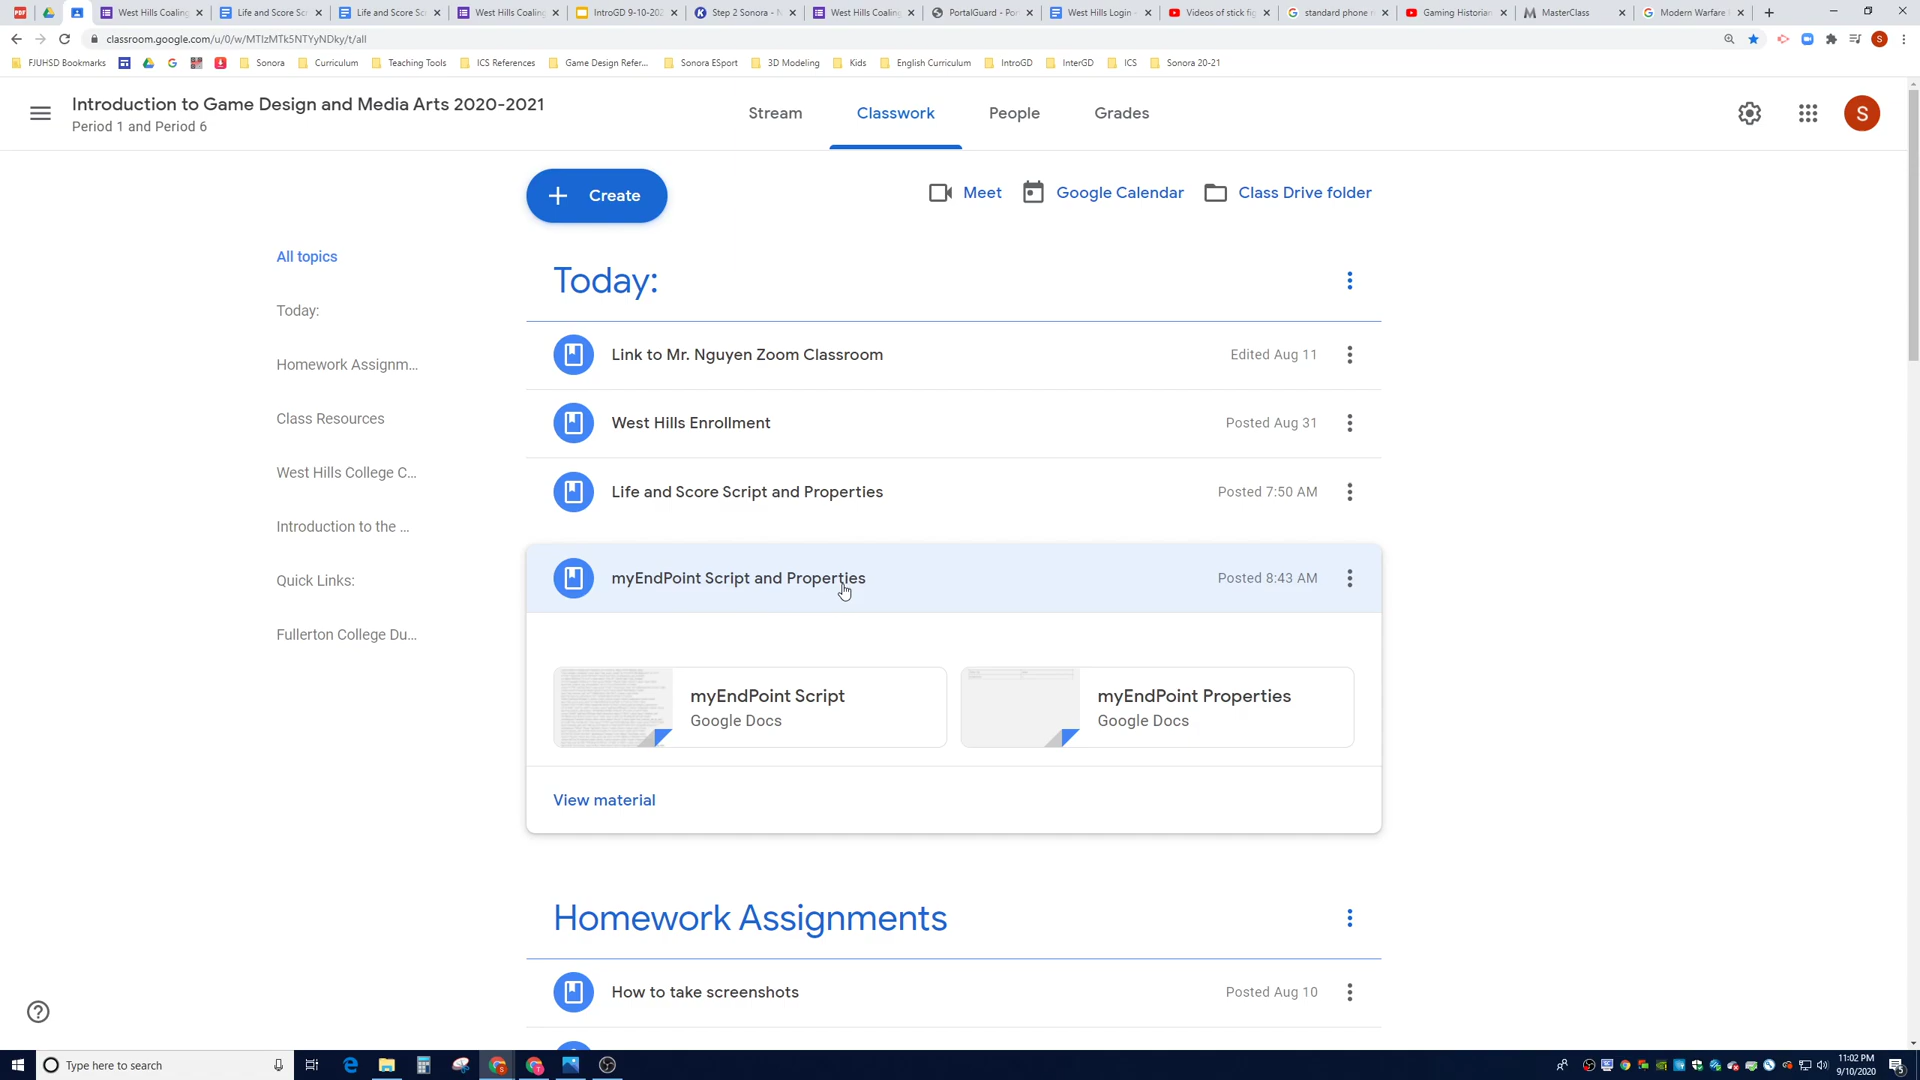 West Hills Coaling
Life and Score Sc
Life and Score Sc
West Hills Coaling
IntroGD 9-10-202
Step 2 Sonora - N
West Hills Coaling
PortalGuard - Por
West Hills Login -
Videos of stick fig
standard phone r
Gaming Historian
MasterClass
Modern Warfare
classroom.google.com/u/0/w/MTIzMTk5NTYyNDky/t/all
FJUHSD Bookmarks
Sonora
Curriculum
Teaching Tools
ICS References
Game Design Refer...
Sonora ESport
3D Modeling
Kids
English Curriculum
IntroGD
InterGD
ICS
Sonora 20-21
Introduction to Game Design and Media Arts 2020-2021
Period 1 and Period 6
Stream
Classwork
People
Grades
S
Create
Meet
Google Calendar
Class Drive folder
All topics
Today:
Homework Assignm...
Class Resources
West Hills College C...
Introduction to the ...
Quick Links:
Fullerton College Du...
Today:
Link to Mr. Nguyen Zoom Classroom
Edited Aug 11
West Hills Enrollment
Posted Aug 31
Life and Score Script and Properties
Posted 7:50 AM
myEndPoint Script and Properties
Posted 8:43 AM
myEndPoint Script
Google Docs
myEndPoint Properties
Google Docs
View material
Homework Assignments
How to take screenshots
Posted Aug 10
Type here to search
11:02 PM
9/10/2020